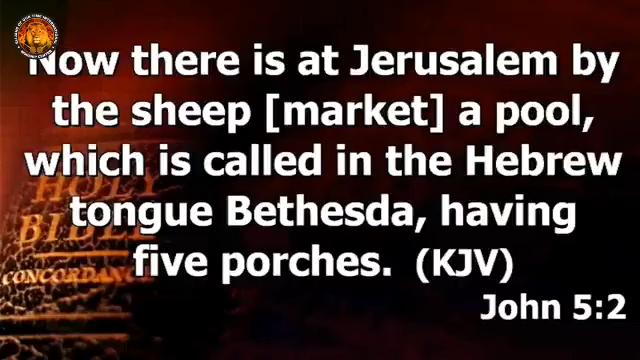 Now there is at Jerusalem by
the sheep [market] a pool,
which is called in the Hebrew
tongue Bethesda, having
five porches. (KJV)
John 5:2
HOLY
BIBLE
CONCORDANCE